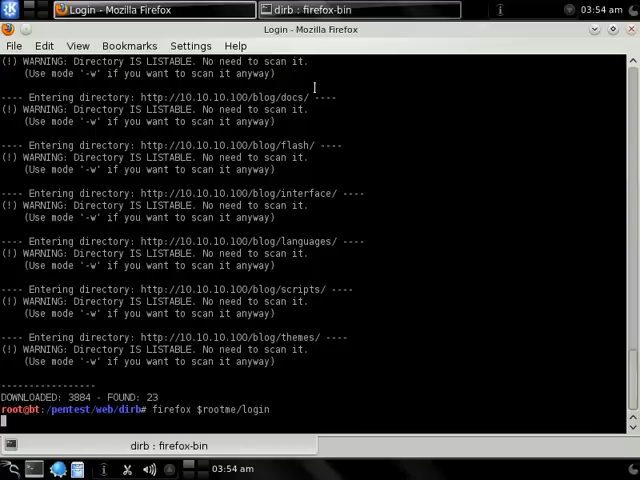 Login - Mozilla Firefox
dirb : firefox-bin
03:54 am
Login - Mozilla Firefox
File Edit View Bookmarks Settings Help
(!) WARNING: Directory IS LISTABLE. No need to scan it.
(Use mode '-w' if you want to scan it anyway)
---- Entering directory: http://10.10.10.100/blog/docs/ ----
(!) WARNING: Directory IS LISTABLE. No need to scan it.
(Use mode '-w' if you want to scan it anyway)
---- Entering directory: http://10.10.10.100/blog/flash/ ----
(!) WARNING: Directory IS LISTABLE. No need to scan it.
(Use mode '-w' if you want to scan it anyway)
---- Entering directory: http://10.10.10.100/blog/interface/ ----
(!) WARNING: Directory IS LISTABLE. No need to scan it.
(Use mode '-w' if you want to scan it anyway)
---- Entering directory: http://10.10.10.100/blog/languages/ ----
(!) WARNING: Directory IS LISTABLE. No need to scan it.
(Use mode '-w' if you want to scan it anyway)
---- Entering directory: http://10.10.10.100/blog/scripts/ ----
(!) WARNING: Directory IS LISTABLE. No need to scan it.
(Use mode '-w' if you want to scan it anyway)
---- Entering directory: http://10.10.10.100/blog/themes/ ----
(!) WARNING: Directory IS LISTABLE. No need to scan it.
(Use mode '-w' if you want to scan it anyway)
-----------------
DOWNLOADED: 3884 - FOUND: 23
root@bt:/pentest/web/dirb# firefox $rootme/login
dirb : firefox-bin
03:54 am